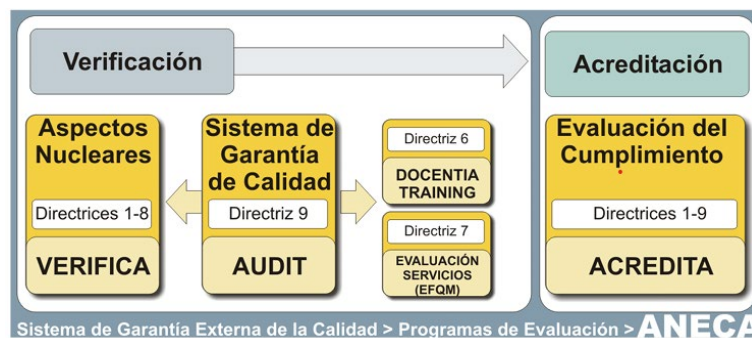 Verificación
Acreditación
Aspectos
Nucleares
Directrices 1-8
VERIFICA
Sistema de
Garantía
de Calidad
Directriz 9
AUDIT
Directriz 6
DOCENTIA
TRAINING
Directriz 7
EVALUACIÓN
SERVICIOS
(EFQM)
Evaluación del
Cumplimiento
Directrices 1-9
ACREDITA
Sistema de Garantía Externa de la Calidad > Programas de Evaluación > ANECA